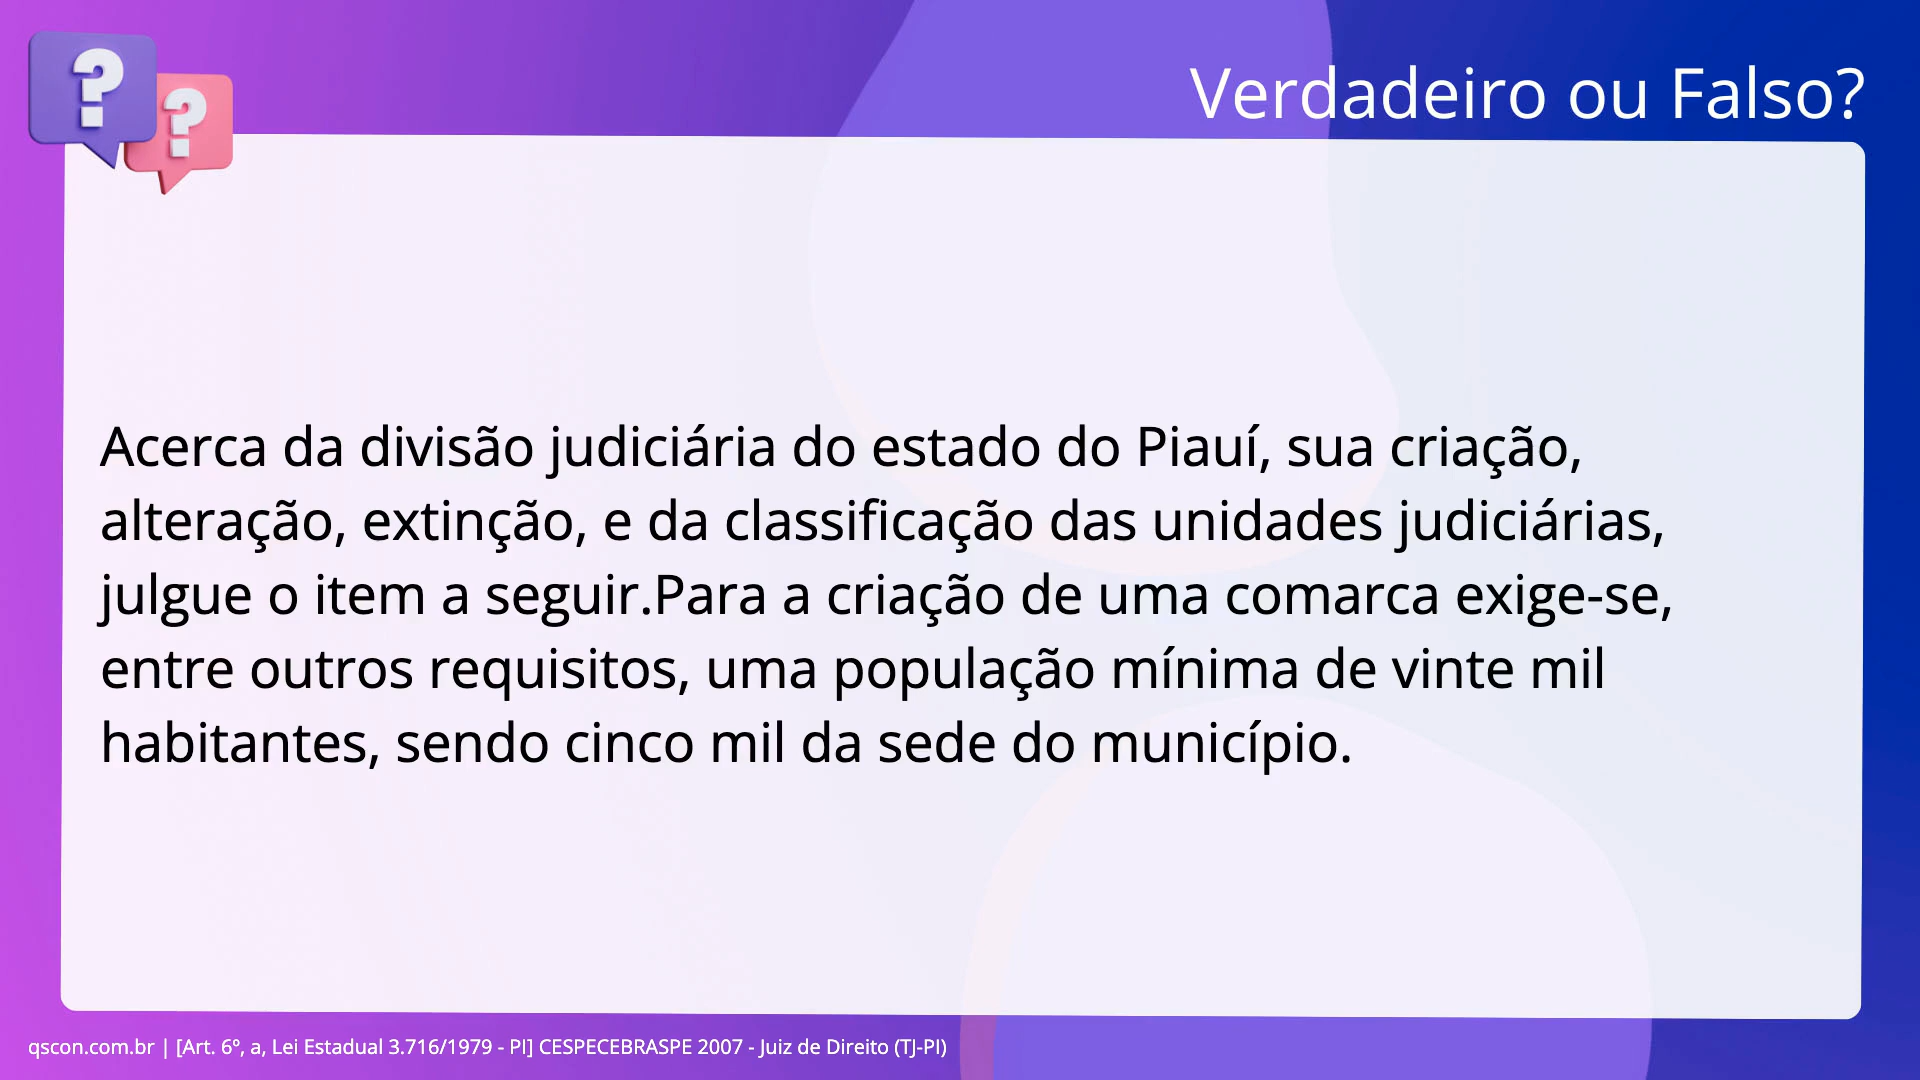 Verdadeiro ou Falso?
Acerca da divisão judiciária do estado do Piauí, sua criação,
alteração, extinção, e da classificação das unidades judiciárias,
julgue o item a seguir.Para a criação de uma comarca exige-se,
entre outros requisitos, uma população mínima de vinte mil
habitantes, sendo cinco mil da sede do município.
qscon.com.br | [Art. 6º, a, Lei Estadual 3.716/1979 - PI] CESPECEBRASPE 2007 - Juiz de Direito (TJ-PI)